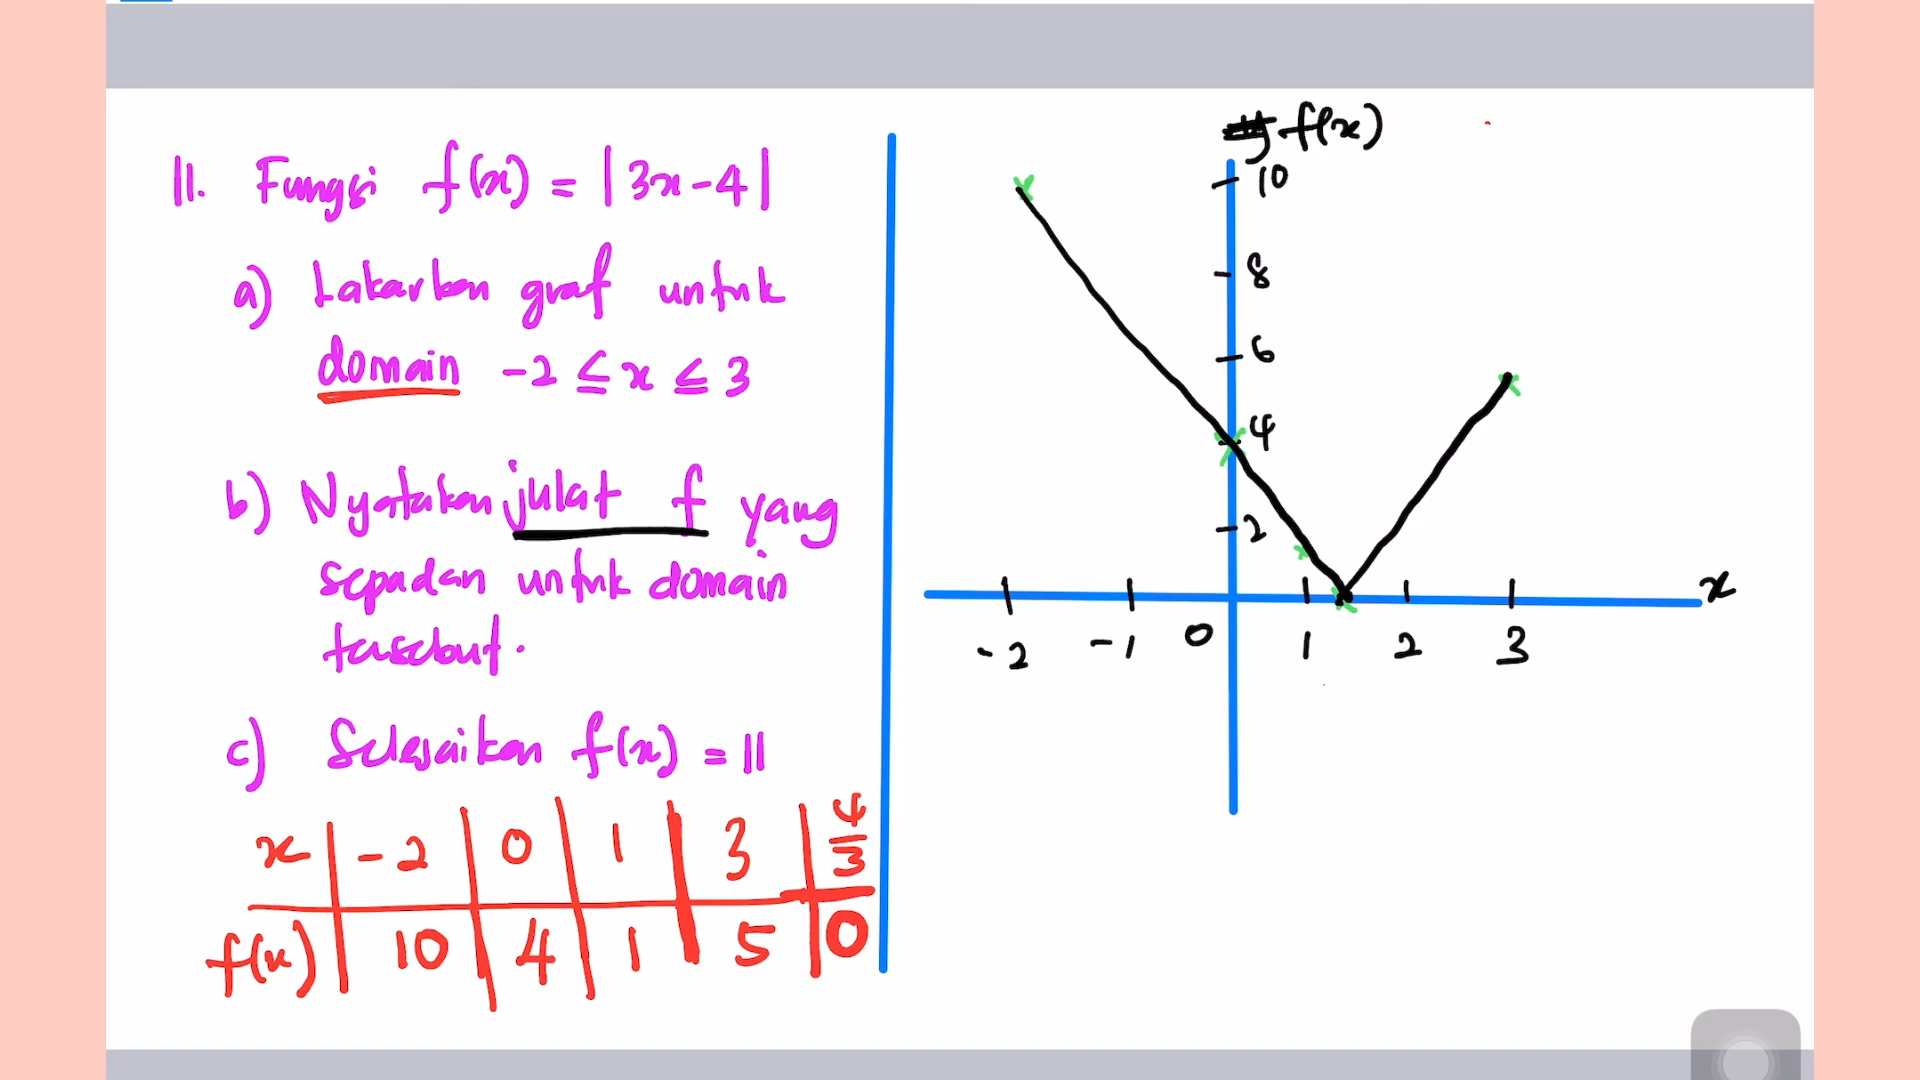 11. Fungsi f(x) = |3x-4|
a) Lakarkan graf untuk
domain -2 ≤ x ≤ 3
b) Nyatakan julat f yang
sepadan untuk domain
tersebut.
c) Selesaikan f(x) = 11
x | -2 | 0 | 1 | 3 | 4/3
f(x) | 10 | 4 | 1 | 5 | 0
f(x)
10
8
6
4
2
x
-2 -1 0 1 2 3